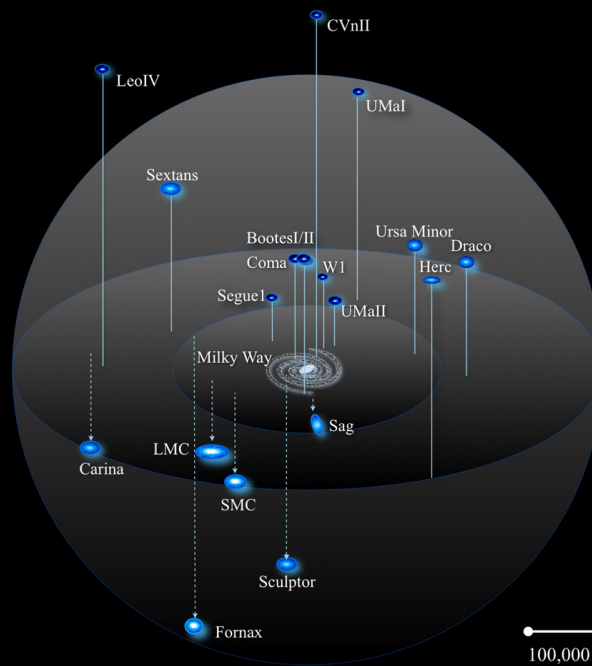 CVnII
LeoIV
UMaI
Sextans
Ursa Minor
BootesI/II
Draco
Coma
W1
Herc
Segue1
UMaII
Milky Way
Sag
LMC
Carina
SMC
Sculptor
Fornax
100,000